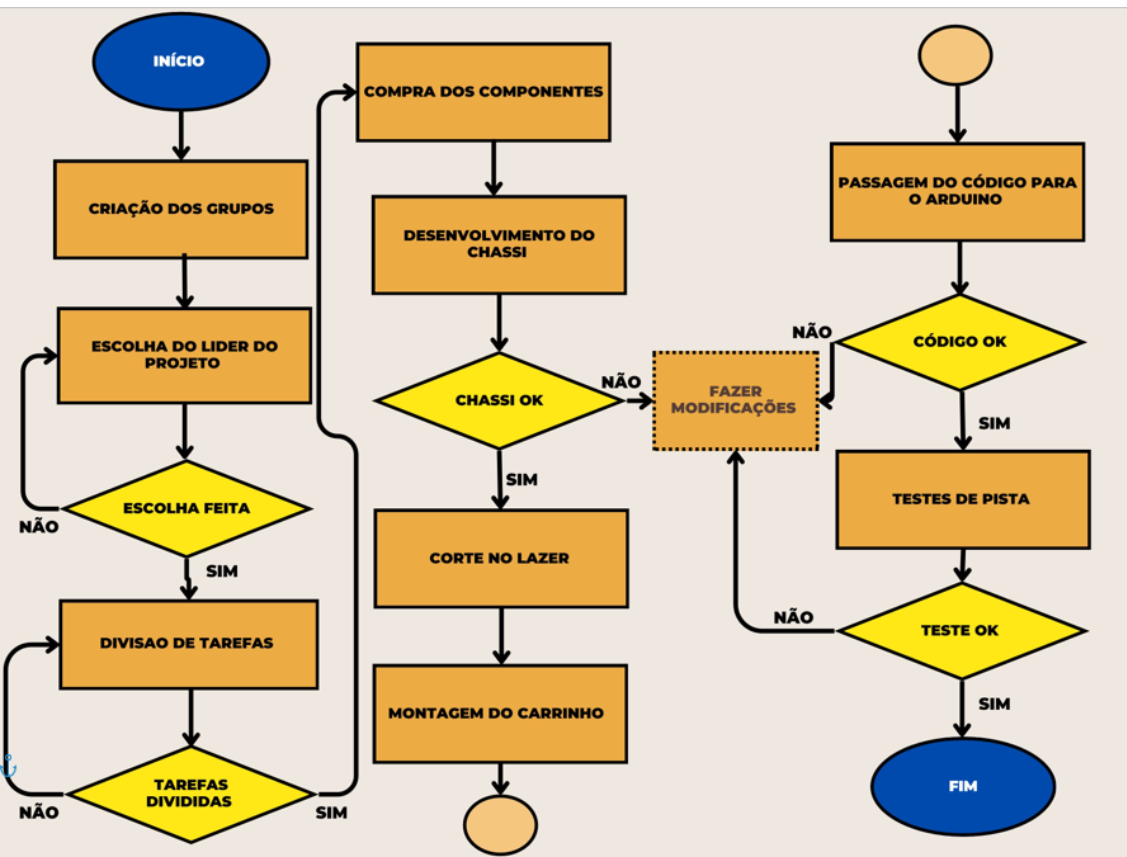 INÍCIO
CRIAÇÃO DOS GRUPOS
ESCOLHA DO LIDER DO
PROJETO
ESCOLHA FEITA
NÃO
SIM
DIVISAO DE TAREFAS
TAREFAS
DIVIDIDAS
NÃO
SIM
COMPRA DOS COMPONENTES
DESENVOLVIMENTO DO
CHASSI
CHASSI OK
NÃO
SIM
FAZER
MODIFICAÇÕES
CORTE NO LAZER
MONTAGEM DO CARRINHO
PASSAGEM DO CÓDIGO PARA
O ARDUINO
CÓDIGO OK
NÃO
SIM
TESTES DE PISTA
TESTE OK
NÃO
SIM
FIM